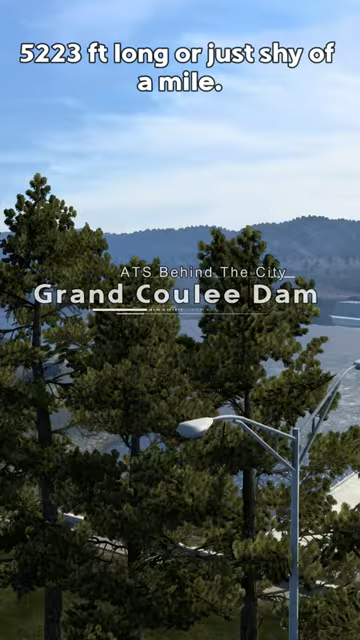 5223 ft long or just shy of
a mile.
ATS Behind The City
Grand Coulee Dam